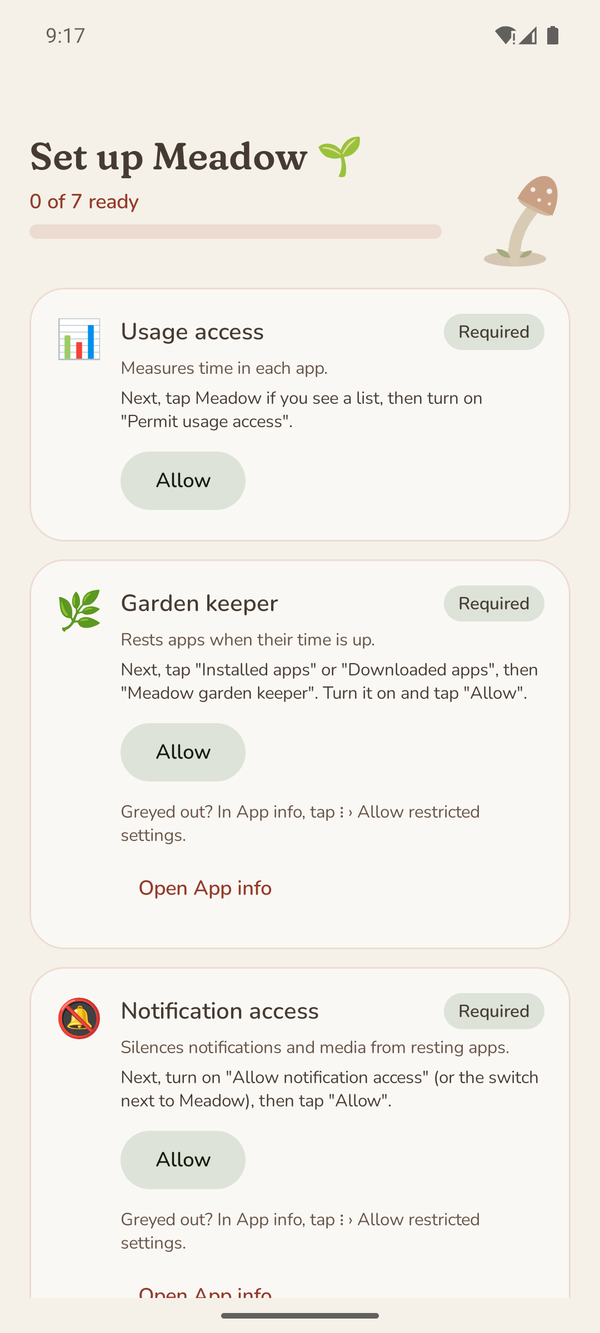 9:17
Set up Meadow 🌱
0 of 7 ready
Usage access
Required
Measures time in each app.
Next, tap Meadow if you see a list, then turn on
"Permit usage access".
Allow
Garden keeper
Required
Rests apps when their time is up.
Next, tap "Installed apps" or "Downloaded apps", then
"Meadow garden keeper". Turn it on and tap "Allow".
Allow
Greyed out? In App info, tap ⋮ › Allow restricted
settings.
Open App info
Notification access
Required
Silences notifications and media from resting apps.
Next, turn on "Allow notification access" (or the switch
next to Meadow), then tap "Allow".
Allow
Greyed out? In App info, tap ⋮ › Allow restricted
settings.
Open App info